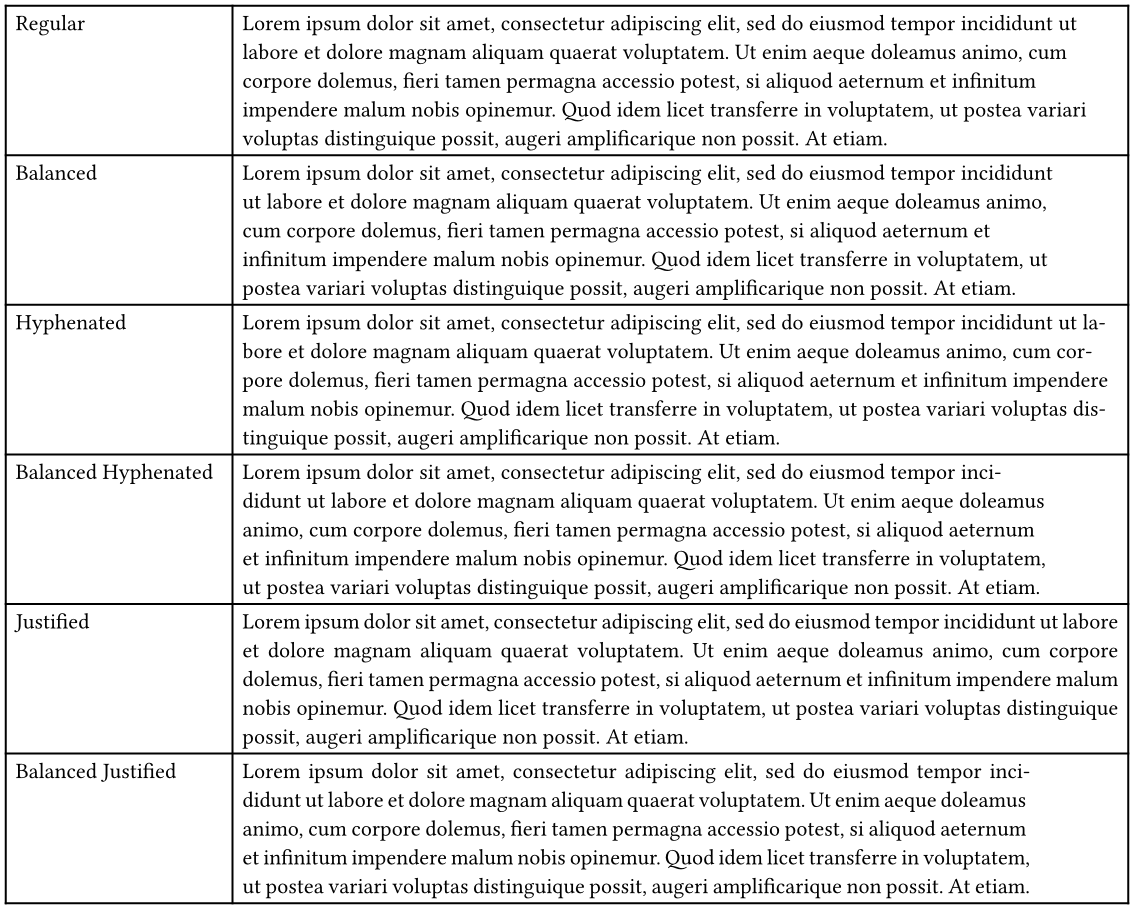 Regular
Lorem ipsum dolor sit amet, consectetur adipiscing elit, sed do eiusmod tempor incididunt ut
labore et dolore magnam aliquam quaerat voluptatem. Ut enim aeque doleamus animo, cum
corpore dolemus, fieri tamen permagna accessio potest, si aliquod aeternum et infinitum
impendere malum nobis opinemur. Quod idem licet transferre in voluptatem, ut postea variari
voluptas distinguique possit, augeri amplificarique non possit. At etiam.
Balanced
Lorem ipsum dolor sit amet, consectetur adipiscing elit, sed do eiusmod tempor incididunt
ut labore et dolore magnam aliquam quaerat voluptatem. Ut enim aeque doleamus animo,
cum corpore dolemus, fieri tamen permagna accessio potest, si aliquod aeternum et
infinitum impendere malum nobis opinemur. Quod idem licet transferre in voluptatem, ut
postea variari voluptas distinguique possit, augeri amplificarique non possit. At etiam.
Hyphenated
Lorem ipsum dolor sit amet, consectetur adipiscing elit, sed do eiusmod tempor incididunt ut la-
bore et dolore magnam aliquam quaerat voluptatem. Ut enim aeque doleamus animo, cum cor-
pore dolemus, fieri tamen permagna accessio potest, si aliquod aeternum et infinitum impendere
malum nobis opinemur. Quod idem licet transferre in voluptatem, ut postea variari voluptas dis-
tinguique possit, augeri amplificarique non possit. At etiam.
Balanced Hyphenated
Lorem ipsum dolor sit amet, consectetur adipiscing elit, sed do eiusmod tempor inci-
didunt ut labore et dolore magnam aliquam quaerat voluptatem. Ut enim aeque doleamus
animo, cum corpore dolemus, fieri tamen permagna accessio potest, si aliquod aeternum
et infinitum impendere malum nobis opinemur. Quod idem licet transferre in voluptatem,
ut postea variari voluptas distinguique possit, augeri amplificarique non possit. At etiam.
Justified
Lorem ipsum dolor sit amet, consectetur adipiscing elit, sed do eiusmod tempor incididunt ut labore
et dolore magnam aliquam quaerat voluptatem. Ut enim aeque doleamus animo, cum corpore
dolemus, fieri tamen permagna accessio potest, si aliquod aeternum et infinitum impendere malum
nobis opinemur. Quod idem licet transferre in voluptatem, ut postea variari voluptas distinguique
possit, augeri amplificarique non possit. At etiam.
Balanced Justified
Lorem ipsum dolor sit amet, consectetur adipiscing elit, sed do eiusmod tempor inci-
didunt ut labore et dolore magnam aliquam quaerat voluptatem. Ut enim aeque doleamus
animo, cum corpore dolemus, fieri tamen permagna accessio potest, si aliquod aeternum
et infinitum impendere malum nobis opinemur. Quod idem licet transferre in voluptatem,
ut postea variari voluptas distinguique possit, augeri amplificarique non possit. At etiam.